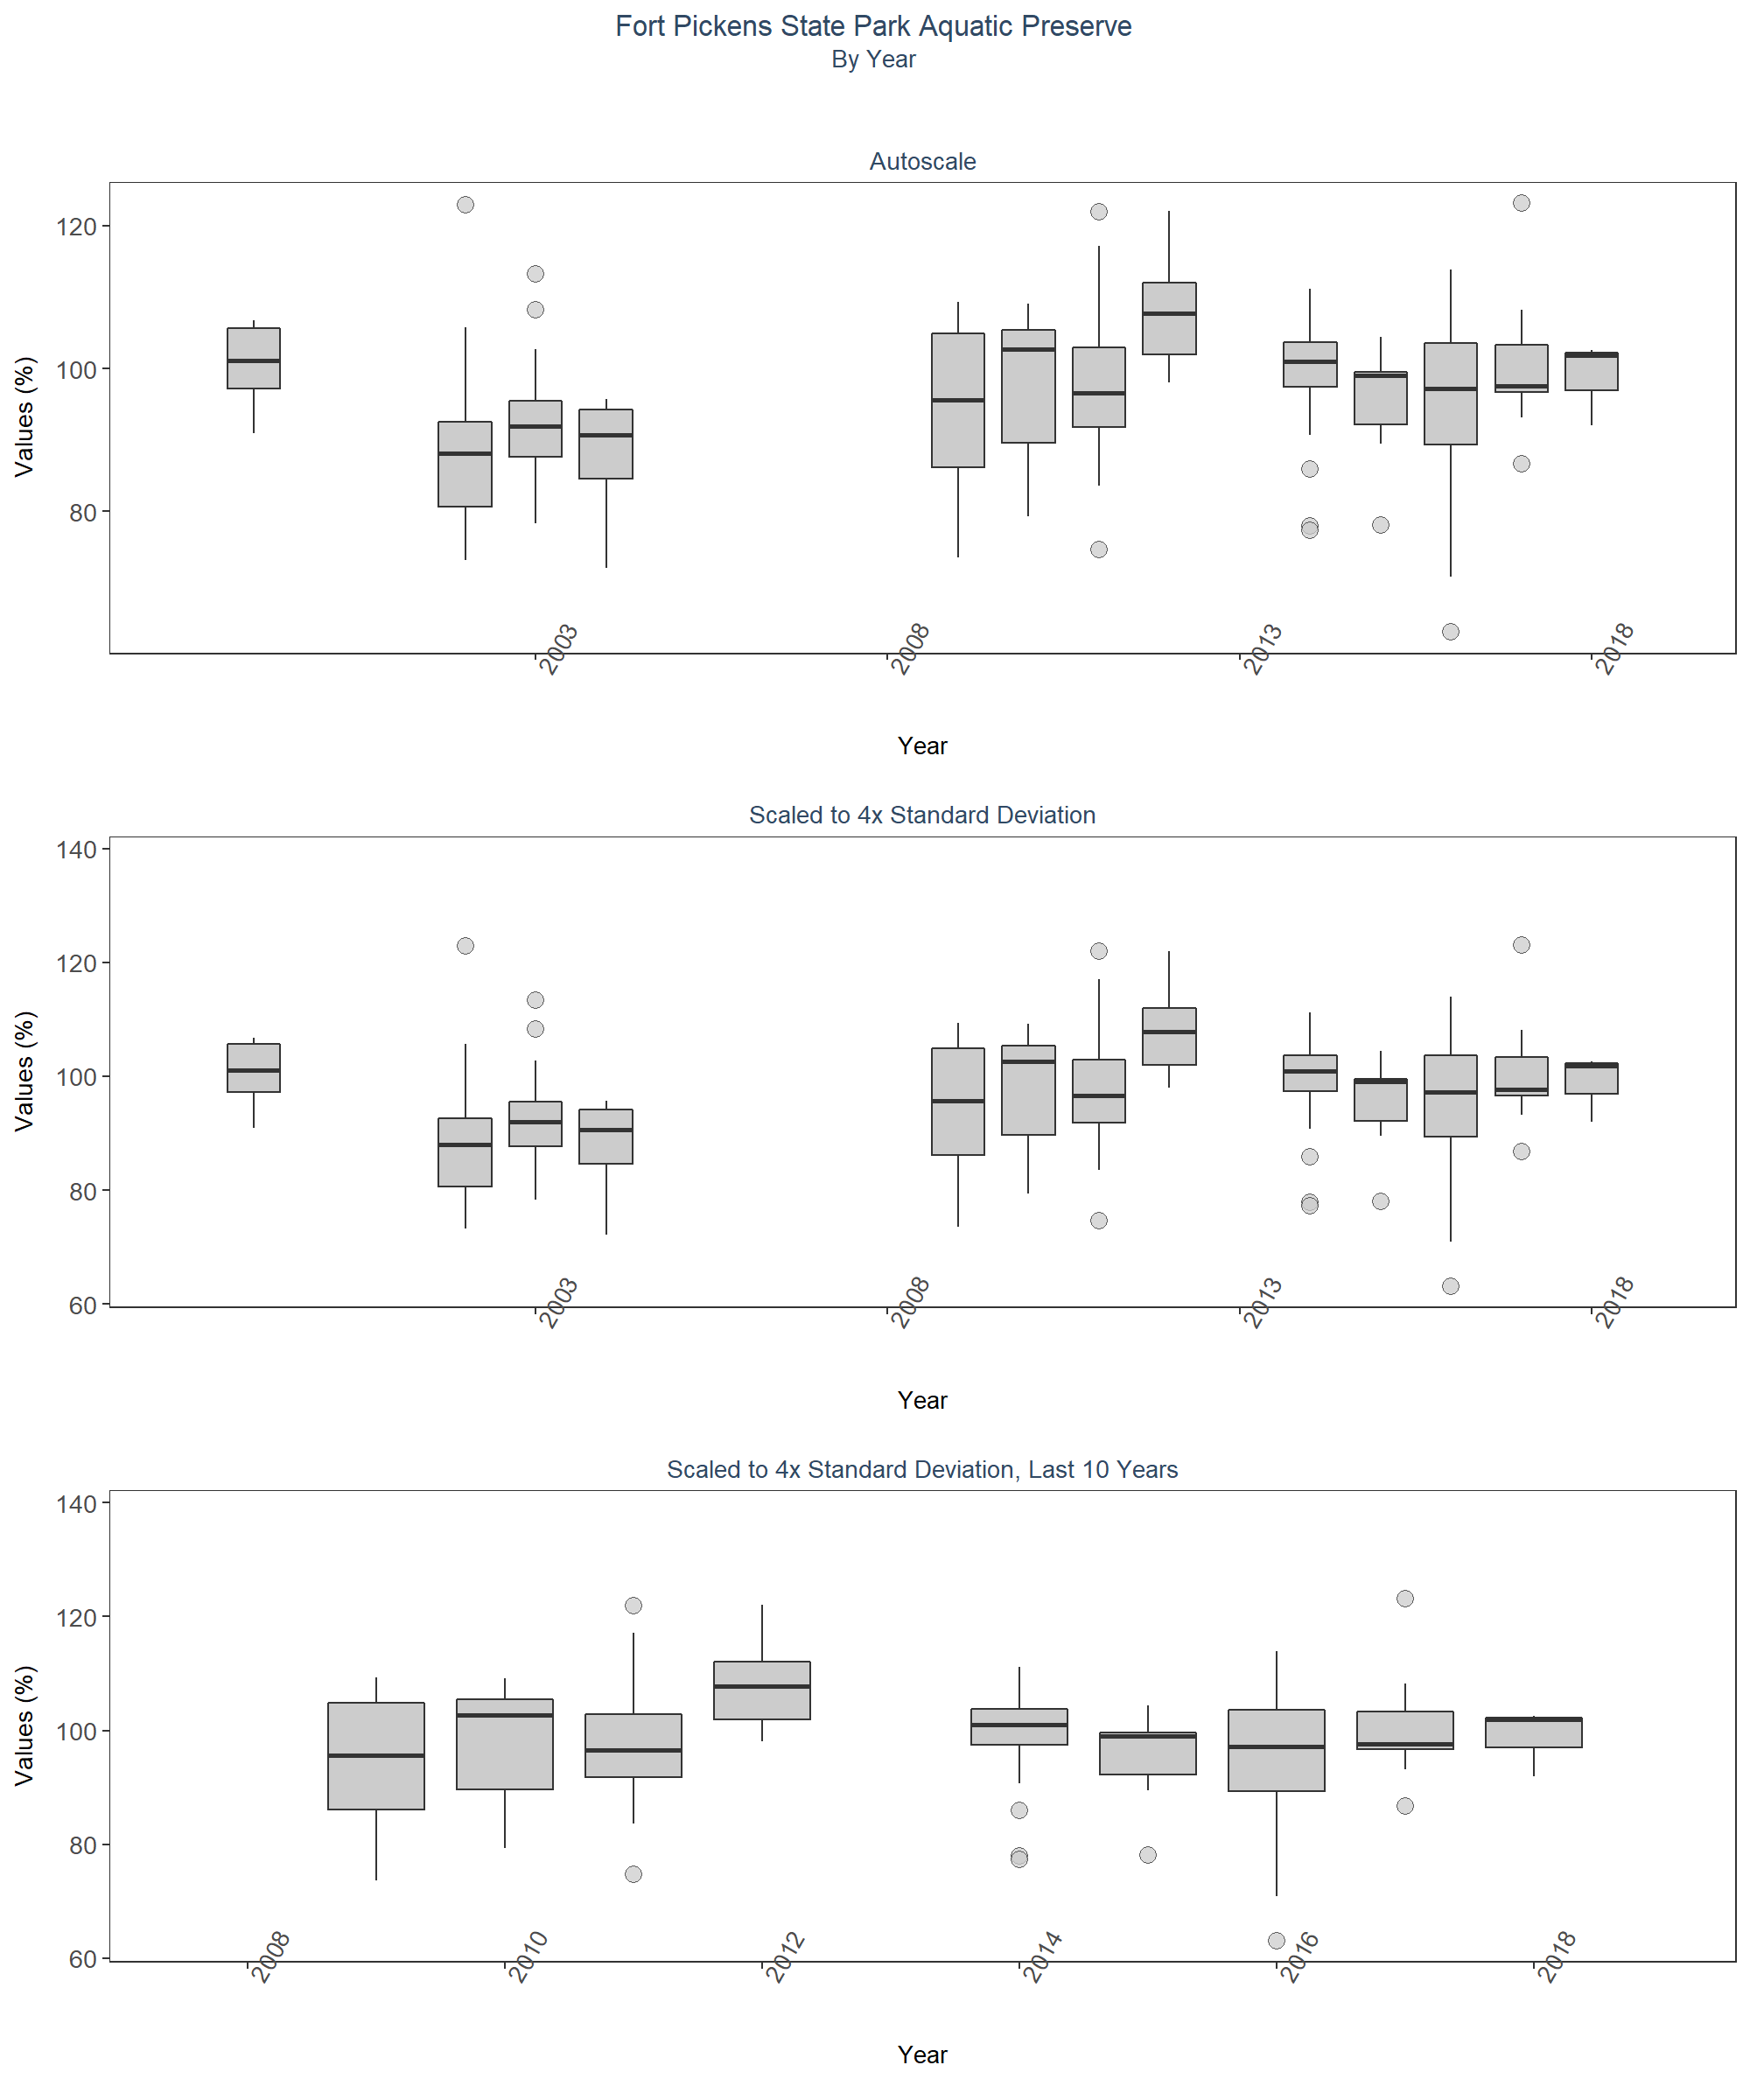 Fort Pickens State Park Aquatic Preserve
By Year
Autoscale
Values (%)
120
100
80
2003
2008
2013
2018
Year
Scaled to 4x Standard Deviation
Values (%)
140
120
100
80
60
2003
2008
2013
2018
Year
Scaled to 4x Standard Deviation, Last 10 Years
Values (%)
140
120
100
80
60
2008
2010
2012
2014
2016
2018
Year